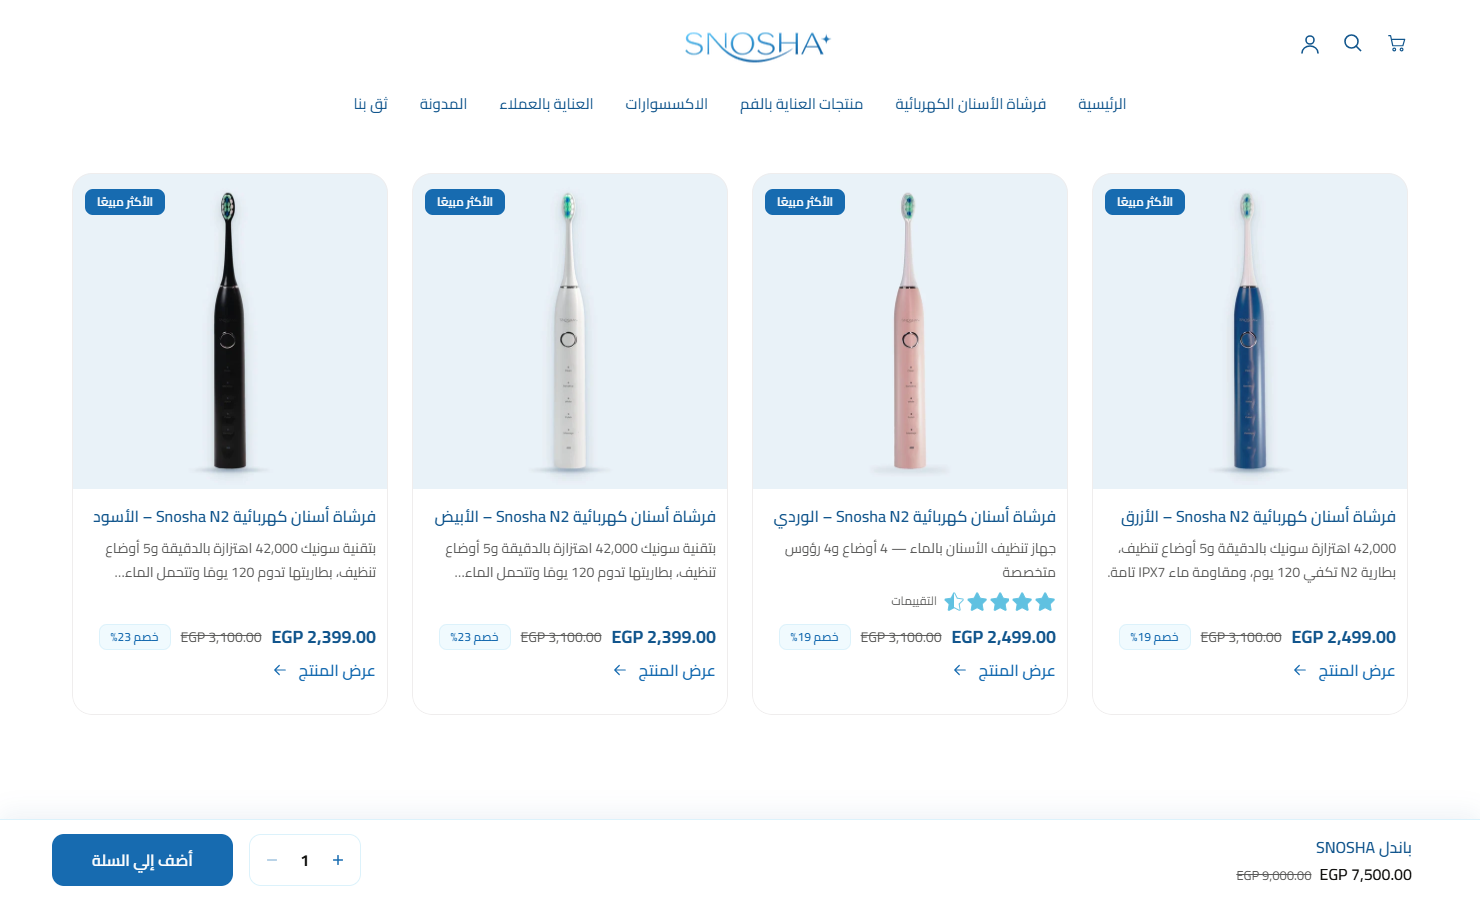 SNOSHA
الرئيسية
فرشاة الأسنان الكهربائية
منتجات العناية بالفم
الاكسسوارات
العناية بالعملاء
المدونة
ثق بنا
الأكثر مبيعًا
فرشاة أسنان كهربائية Snosha N2 – الأزرق
42,000 اهتزازة سونيك بالدقيقة و5 أوضاع تنظيف،
بطارية N2 تكفي 120 يوم، ومقاومة ماء IPX7 تامة.
EGP 2,499.00 EGP 3,100.00 خصم 19%
عرض المنتج
الأكثر مبيعًا
فرشاة أسنان كهربائية Snosha N2 – الوردي
جهاز تنظيف الأسنان بالماء — 4 أوضاع و4 رؤوس
متخصصة
التقييمات
EGP 2,499.00 EGP 3,100.00 خصم 19%
عرض المنتج
الأكثر مبيعًا
فرشاة أسنان كهربائية Snosha N2 – الأبيض
بتقنية سونيك 42,000 اهتزازة بالدقيقة و5 أوضاع
تنظيف، بطاريتها تدوم 120 يومًا وتتحمل الماء...
EGP 2,399.00 EGP 3,100.00 خصم 23%
عرض المنتج
الأكثر مبيعًا
فرشاة أسنان كهربائية Snosha N2 – الأسود
بتقنية سونيك 42,000 اهتزازة بالدقيقة و5 أوضاع
تنظيف، بطاريتها تدوم 120 يومًا وتتحمل الماء...
EGP 2,399.00 EGP 3,100.00 خصم 23%
عرض المنتج
باندل SNOSHA
EGP 7,500.00 EGP 9,000.00
+ 1 −
أضف إلي السلة